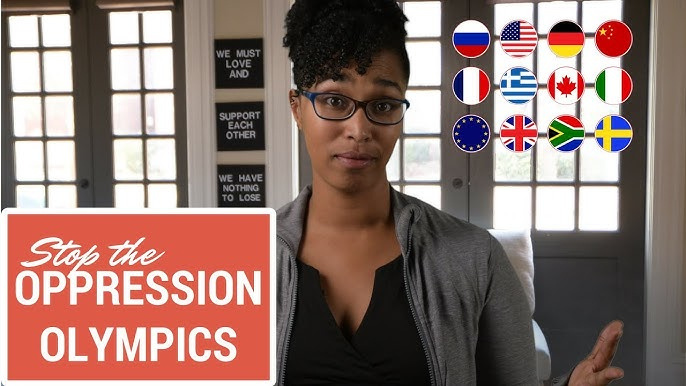 WE MUST
LOVE
AND
SUPPORT
EACH
OTHER
WE HAVE
NOTHING
TO LOSE
Stop the
OPPRESSION
OLYMPICS